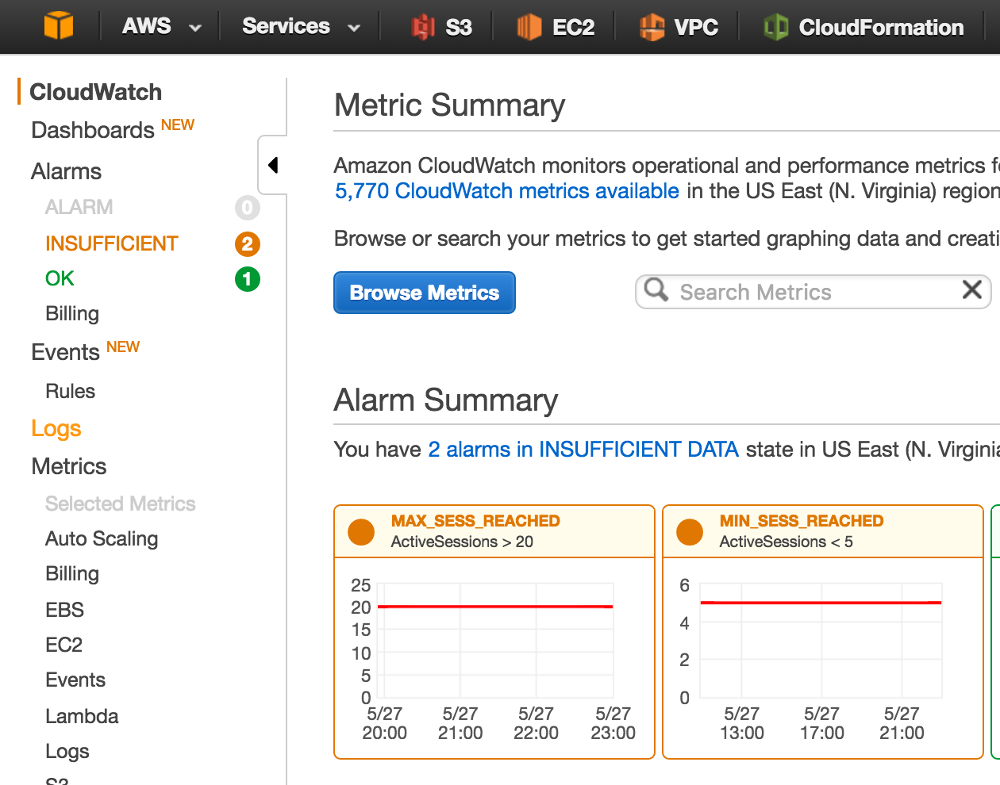 AWS Services S3 EC2 VPC CloudFormation
CloudWatch
Dashboards NEW
Alarms
ALARM 0
INSUFFICIENT 2
OK 1
Billing
Events NEW
Rules
Logs
Metrics
Selected Metrics
Auto Scaling
Billing
EBS
EC2
Events
Lambda
Logs
S3
Metric Summary
Amazon CloudWatch monitors operational and performance metrics
5,770 CloudWatch metrics available in the US East (N. Virginia) region
Browse or search your metrics to get started graphing data and creati
Browse Metrics
Search Metrics
Alarm Summary
You have 2 alarms in INSUFFICIENT DATA state in US East (N. Virginia
MAX_SESS_REACHED
ActiveSessions > 20
25
20
15
10
5
0
5/27 5/27 5/27 5/27
20:00 21:00 22:00 23:00
MIN_SESS_REACHED
ActiveSessions < 5
6
4
2
0
5/27 5/27 5/27
13:00 17:00 21:00